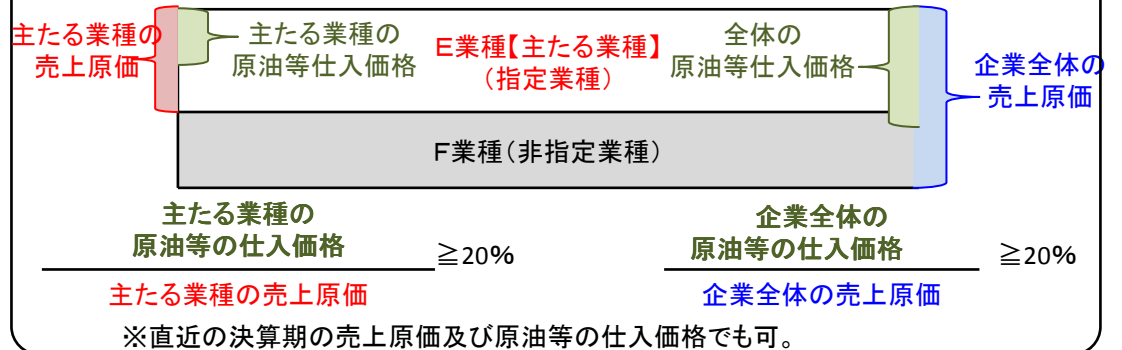 主たる業種の
売上原価
主たる業種の
原油等仕入価格
E業種【主たる業種】
(指定業種)
全体の
原油等仕入価格
企業全体の
売上原価
F業種(非指定業種)
主たる業種の
原油等の仕入価格
≧20%
主たる業種の売上原価
企業全体の
原油等の仕入価格
≧20%
企業全体の売上原価
※直近の決算期の売上原価及び原油等の仕入価格でも可。